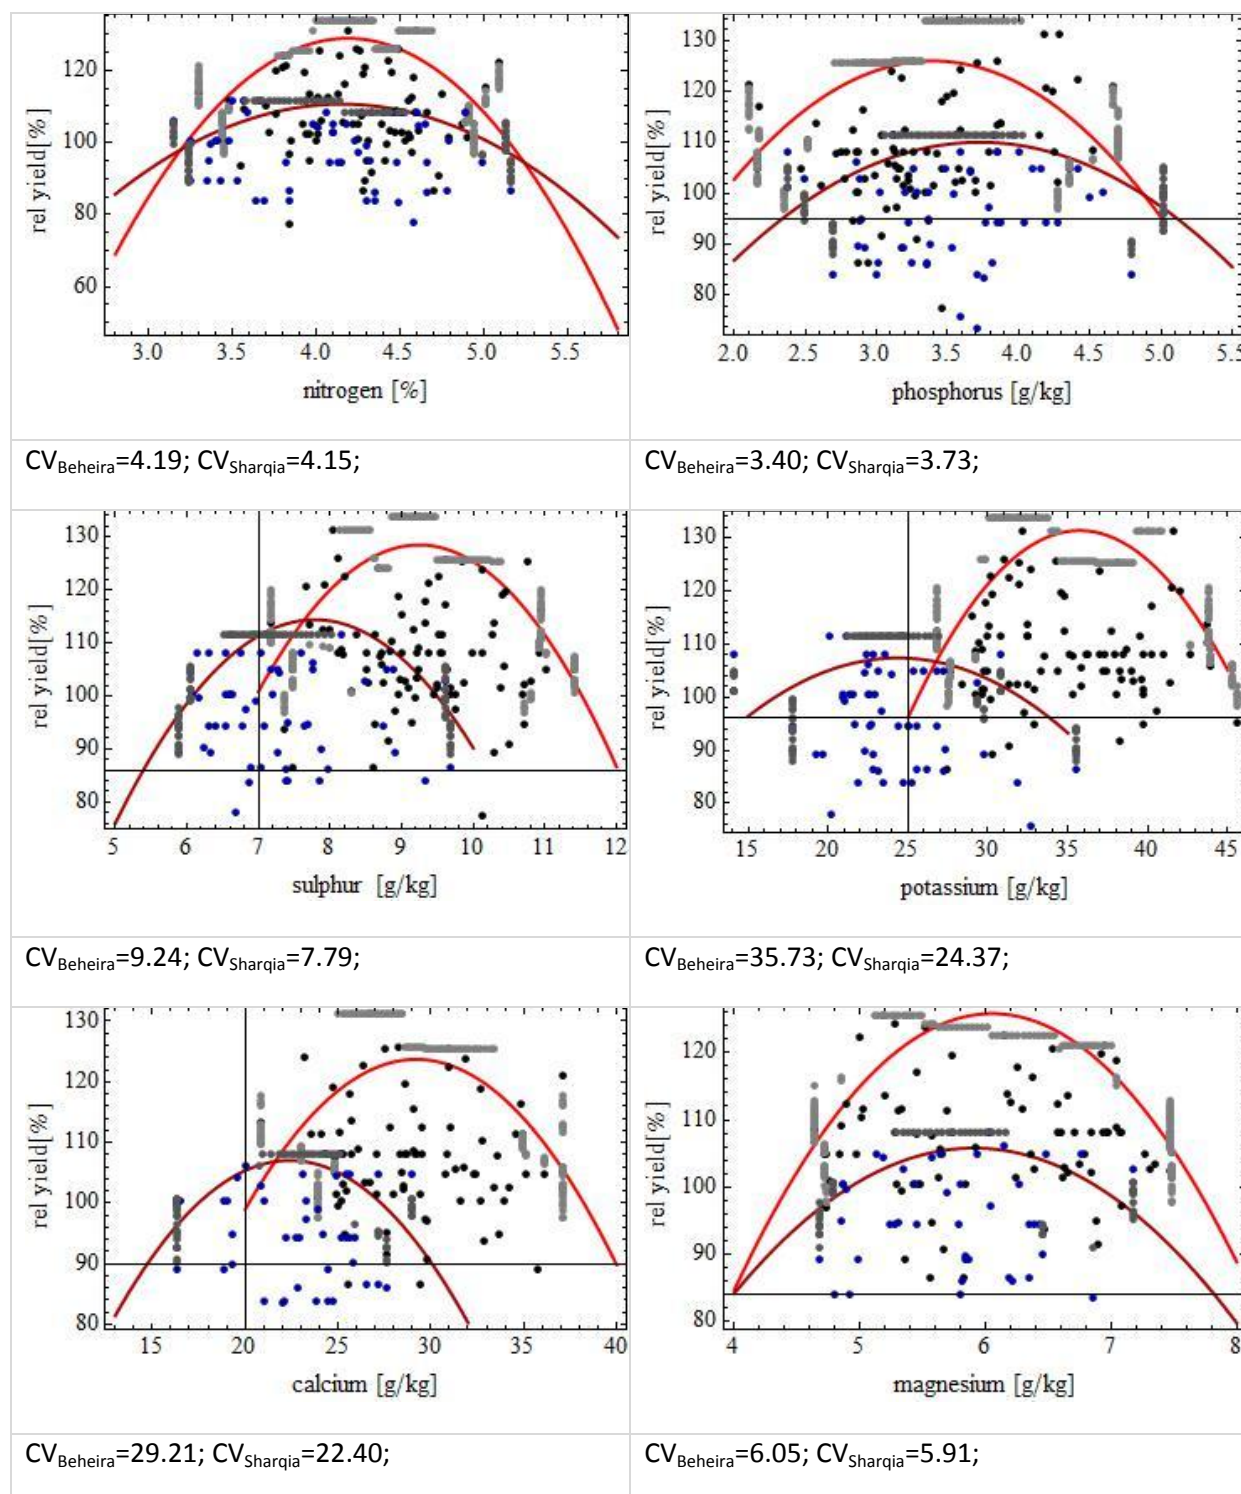 120
100
80
60
rel yield[%]
3.0 3.5 4.0 4.5 5.0 5.5
nitrogen [%]
130
120
110
100
90
80
rel yield[%]
2.0 2.5 3.0 3.5 4.0 4.5 5.0 5.5
phosphorus [g/kg]
CVBeheira=4.19; CVSharqia=4.15;
CVBeheira=3.40; CVSharqia=3.73;
130
120
110
100
90
80
rel yield[%]
5 6 7 8 9 10 11 12
sulphur [g/kg]
130
120
110
100
90
80
rel yield[%]
15 20 25 30 35 40 45
potassium [g/kg]
CVBeheira=9.24; CVSharqia=7.79;
CVBeheira=35.73; CVSharqia=24.37;
130
120
110
100
90
80
rel yield[%]
15 20 25 30 35 40
calcium [g/kg]
120
110
100
90
80
rel yield[%]
4 5 6 7 8
magnesium [g/kg]
CVBeheira=29.21; CVSharqia=22.40;
CVBeheira=6.05; CVSharqia=5.91;